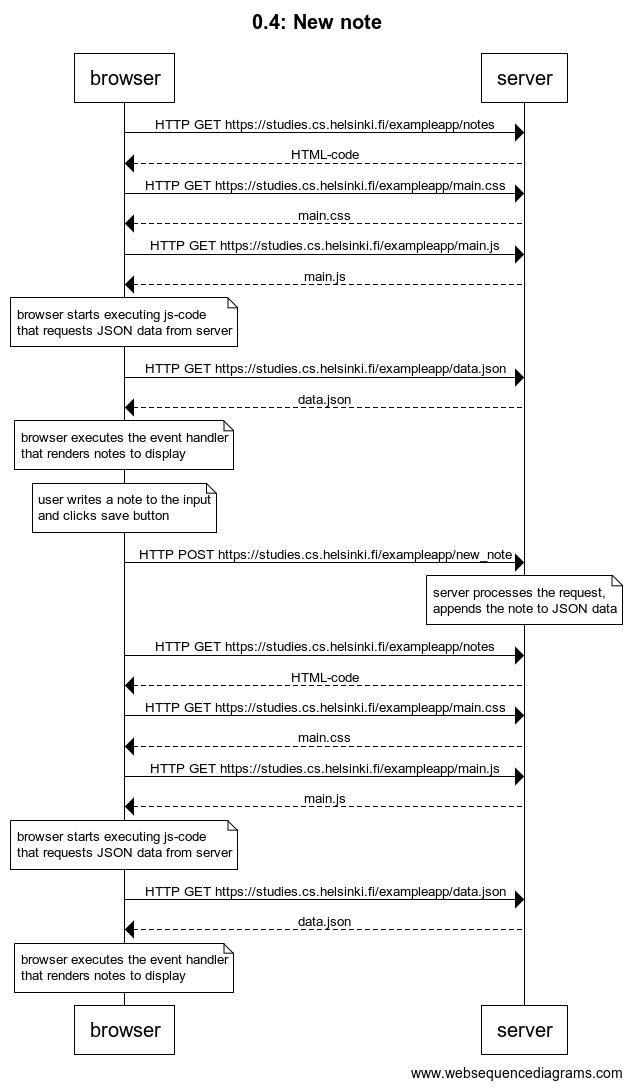 0.4: New note
browser
server
HTTP GET https://studies.cs.helsinki.fi/exampleapp/notes
HTML-code
HTTP GET https://studies.cs.helsinki.fi/exampleapp/main.css
main.css
HTTP GET https://studies.cs.helsinki.fi/exampleapp/main.js
main.js
browser starts executing js-code
that requests JSON data from server
HTTP GET https://studies.cs.helsinki.fi/exampleapp/data.json
data.json
browser executes the event handler
that renders notes to display
user writes a note to the input
and clicks save button
HTTP POST https://studies.cs.helsinki.fi/exampleapp/new_note
server processes the request,
appends the note to JSON data
HTTP GET https://studies.cs.helsinki.fi/exampleapp/notes
HTML-code
HTTP GET https://studies.cs.helsinki.fi/exampleapp/main.css
main.css
HTTP GET https://studies.cs.helsinki.fi/exampleapp/main.js
main.js
browser starts executing js-code
that requests JSON data from server
HTTP GET https://studies.cs.helsinki.fi/exampleapp/data.json
data.json
browser executes the event handler
that renders notes to display
browser
server
www.websequencediagrams.com